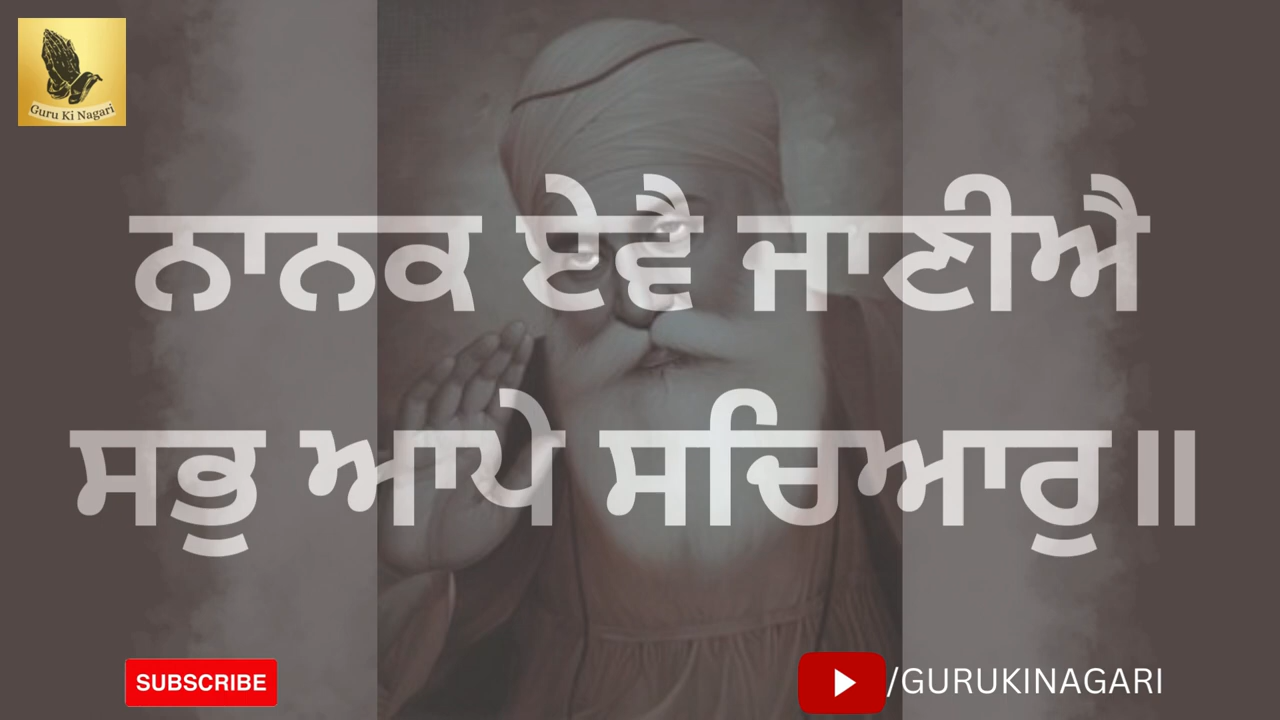 Guru Ki Nagari
ਨਾਨਕ ਏਵੈ ਜਾਣੀਐ
ਸਭੁ ਆਪੇ ਸਚਿਆਰੁ॥
SUBSCRIBE
/GURUKINAGARI